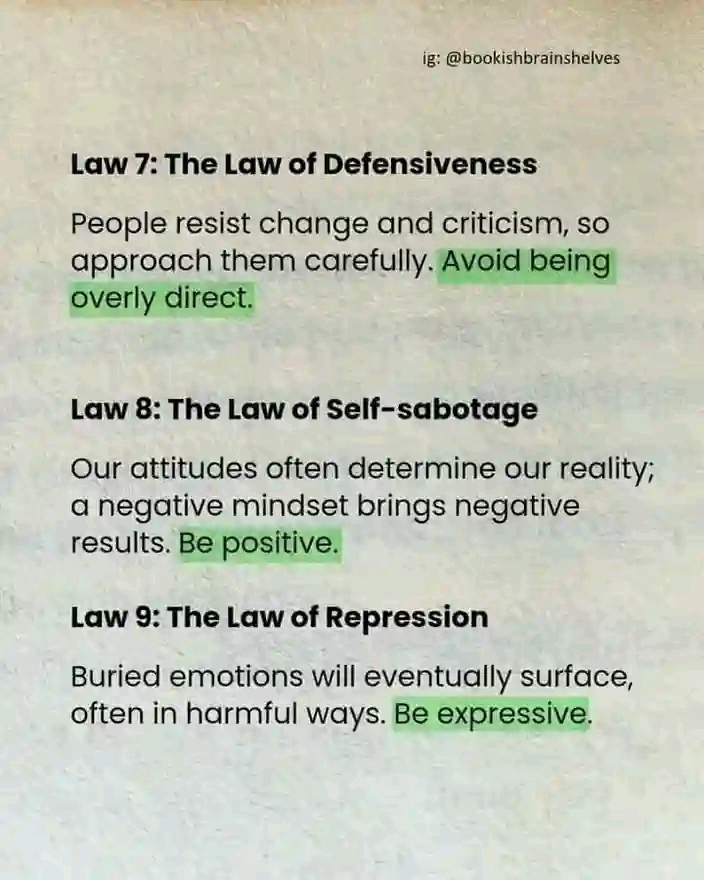 ig: @bookishbrainshelves
Law 7: The Law of Defensiveness
People resist change and criticism, so
approach them carefully. Avoid being
overly direct.
Law 8: The Law of Self-sabotage
Our attitudes often determine our reality;
a negative mindset brings negative
results. Be positive.
Law 9: The Law of Repression
Buried emotions will eventually surface,
often in harmful ways. Be expressive.